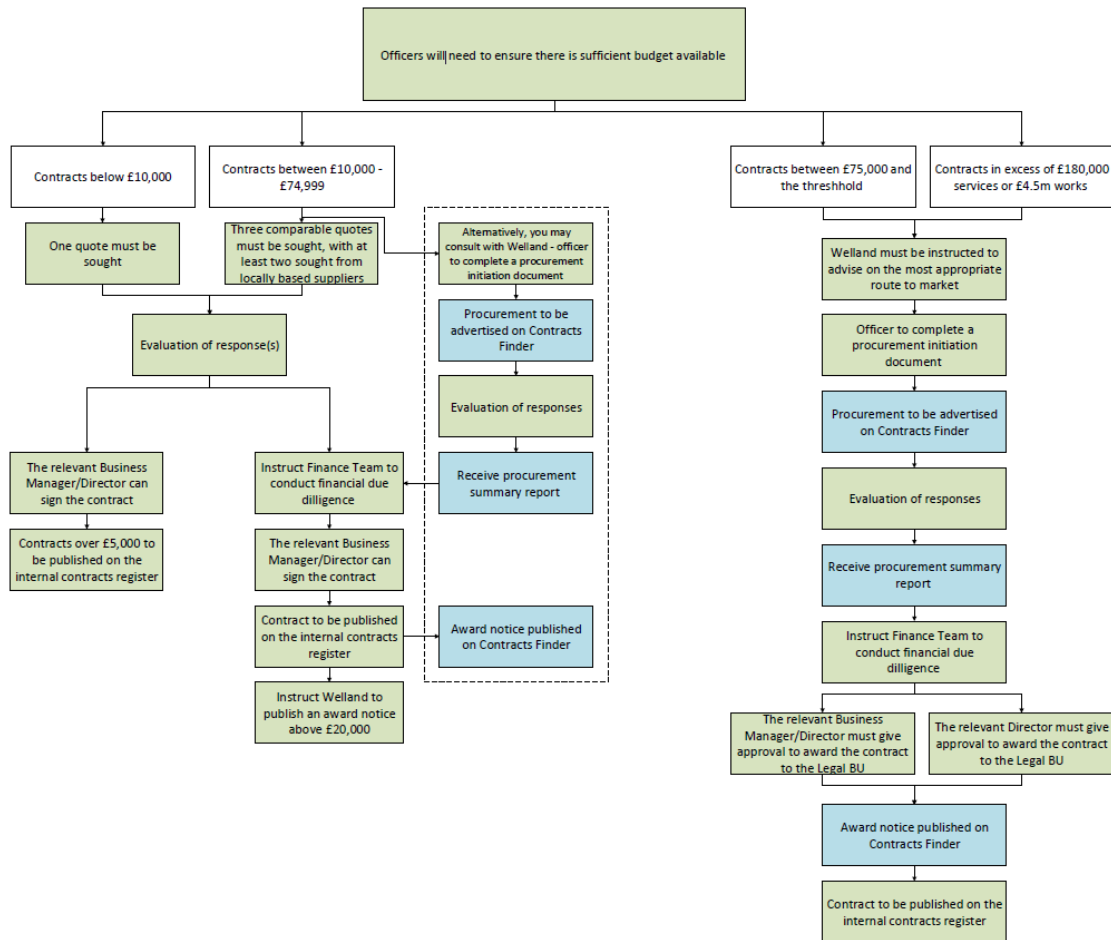 Officers will need to ensure there is sufficient budget available
Contracts below £10,000
Contracts between £10,000 -
£74,999
Contracts between £75,000 and
the threshhold
Contracts in excess of £180,000
services or £4.5m works
One quote must be
sought
Three comparable quotes
must be sought, with at
least two sought from
locally based suppliers
Alternatively, you may
consult with Welland - officer
to complete a procurement
initiation document
Welland must be instructed to
advise on the most appropriate
route to market
Evaluation of response(s)
Procurement to be
advertised on Contracts
Finder
Officer to complete a
procurement initiation
document
Evaluation of responses
Procurement to be advertised
on Contracts Finder
The relevant Business
Manager/Director can
sign the contract
Instruct Finance Team to
conduct financial due
dilligence
Receive procurement
summary report
Evaluation of responses
Contracts over £5,000 to
be published on the
internal contracts register
The relevant Business
Manager/Director can
sign the contract
Receive procurement summary
report
Contract to be published
on the internal contracts
register
Award notice published
on Contracts Finder
Instruct Finance Team to
conduct financial due
dilligence
Instruct Welland to
publish an award notice
above £20,000
The relevant Business
Manager/Director must give
approval to award the contract
to the Legal BU
The relevant Director must give
approval to award the contract
to the Legal BU
Award notice published on
Contracts Finder
Contract to be published on the
internal contracts register